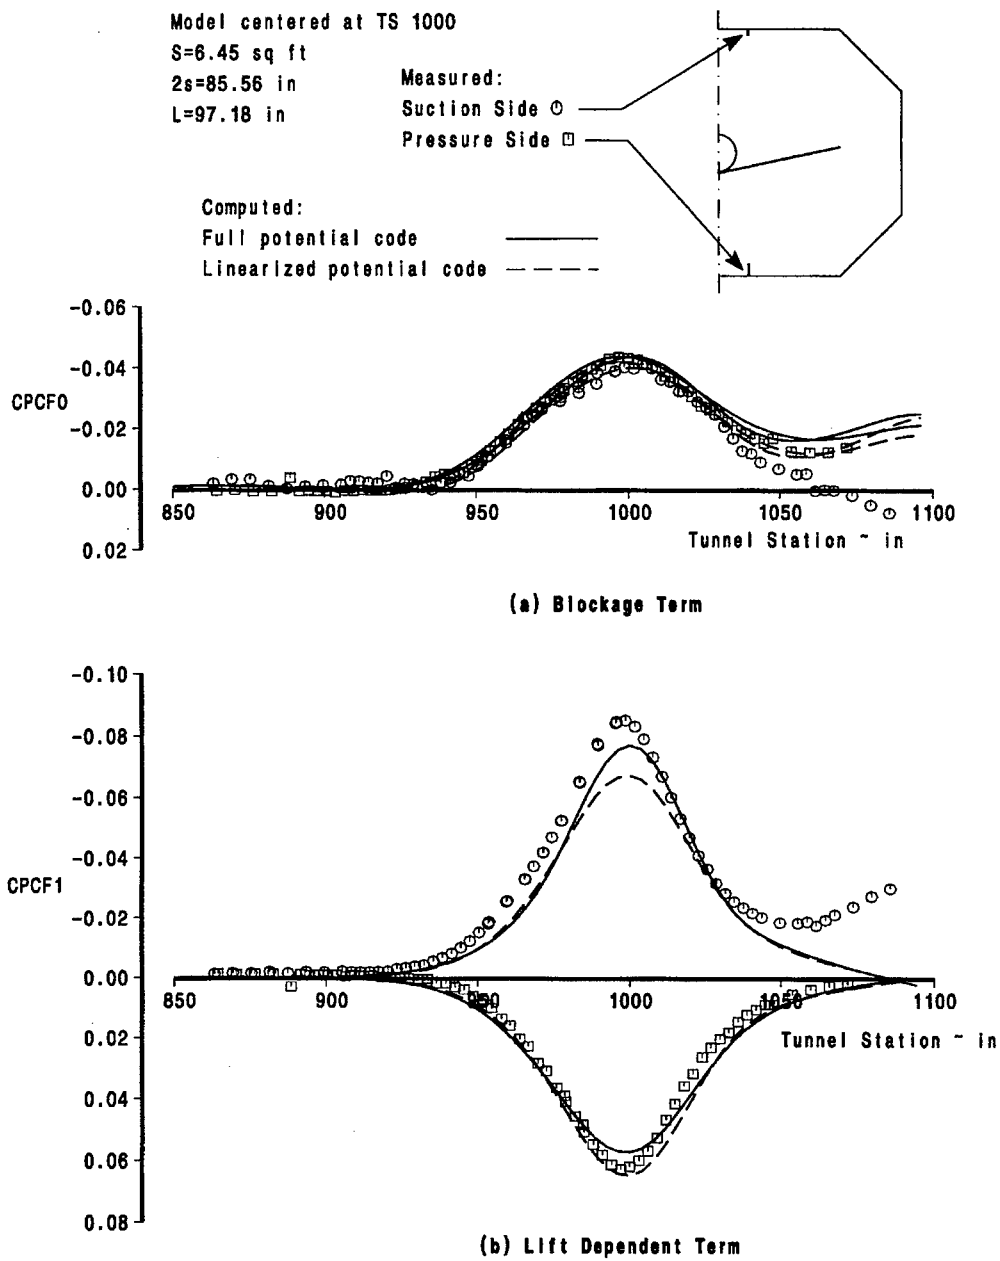 Model centered at TS 1000
S=6.45 sq ft
2s=85.56 in
L=97.18 in
Measured:
Suction Side
Pressure Side
Computed:
Full potential code
Linearized potential code
-0.06
-0.04
CPCF0
-0.02
0.00
850 900 950 1000 1050 1100
0.02
Tunnel Station ~ in
(a) Blockage Term
-0.10
-0.08
-0.06
-0.04
CPCF1
-0.02
0.00
850 900 950 1000 1050 1100
0.02
Tunnel Station ~ in
0.04
0.06
0.08
(b) Lift Dependent Term